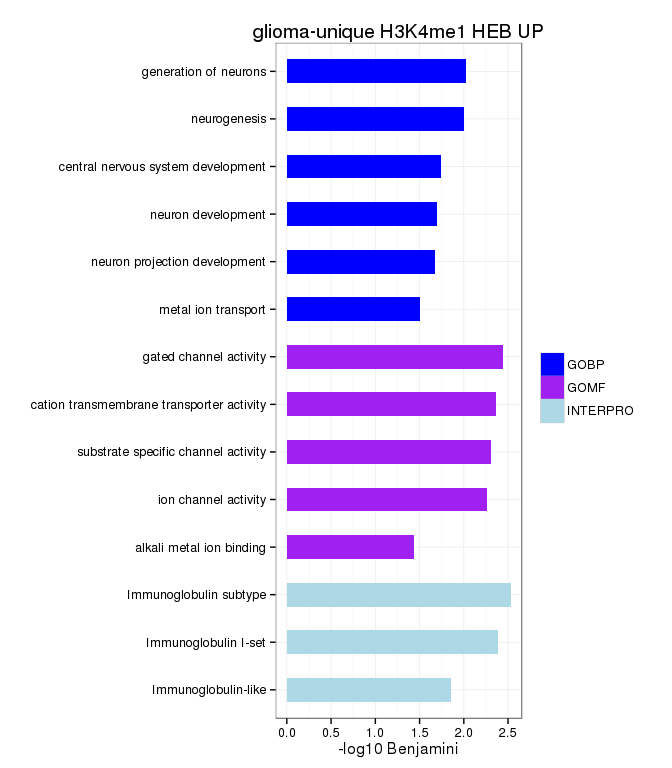 glioma-unique H3K4me1 HEB UP
generation of neurons
neurogenesis
central nervous system development
neuron development
neuron projection development
metal ion transport
gated channel activity
cation transmembrane transporter activity
substrate specific channel activity
ion channel activity
alkali metal ion binding
Immunoglobulin subtype
Immunoglobulin I-set
Immunoglobulin-like
GOBP
GOMF
INTERPRO
0.0 0.5 1.0 1.5 2.0 2.5
-log10 Benjamini